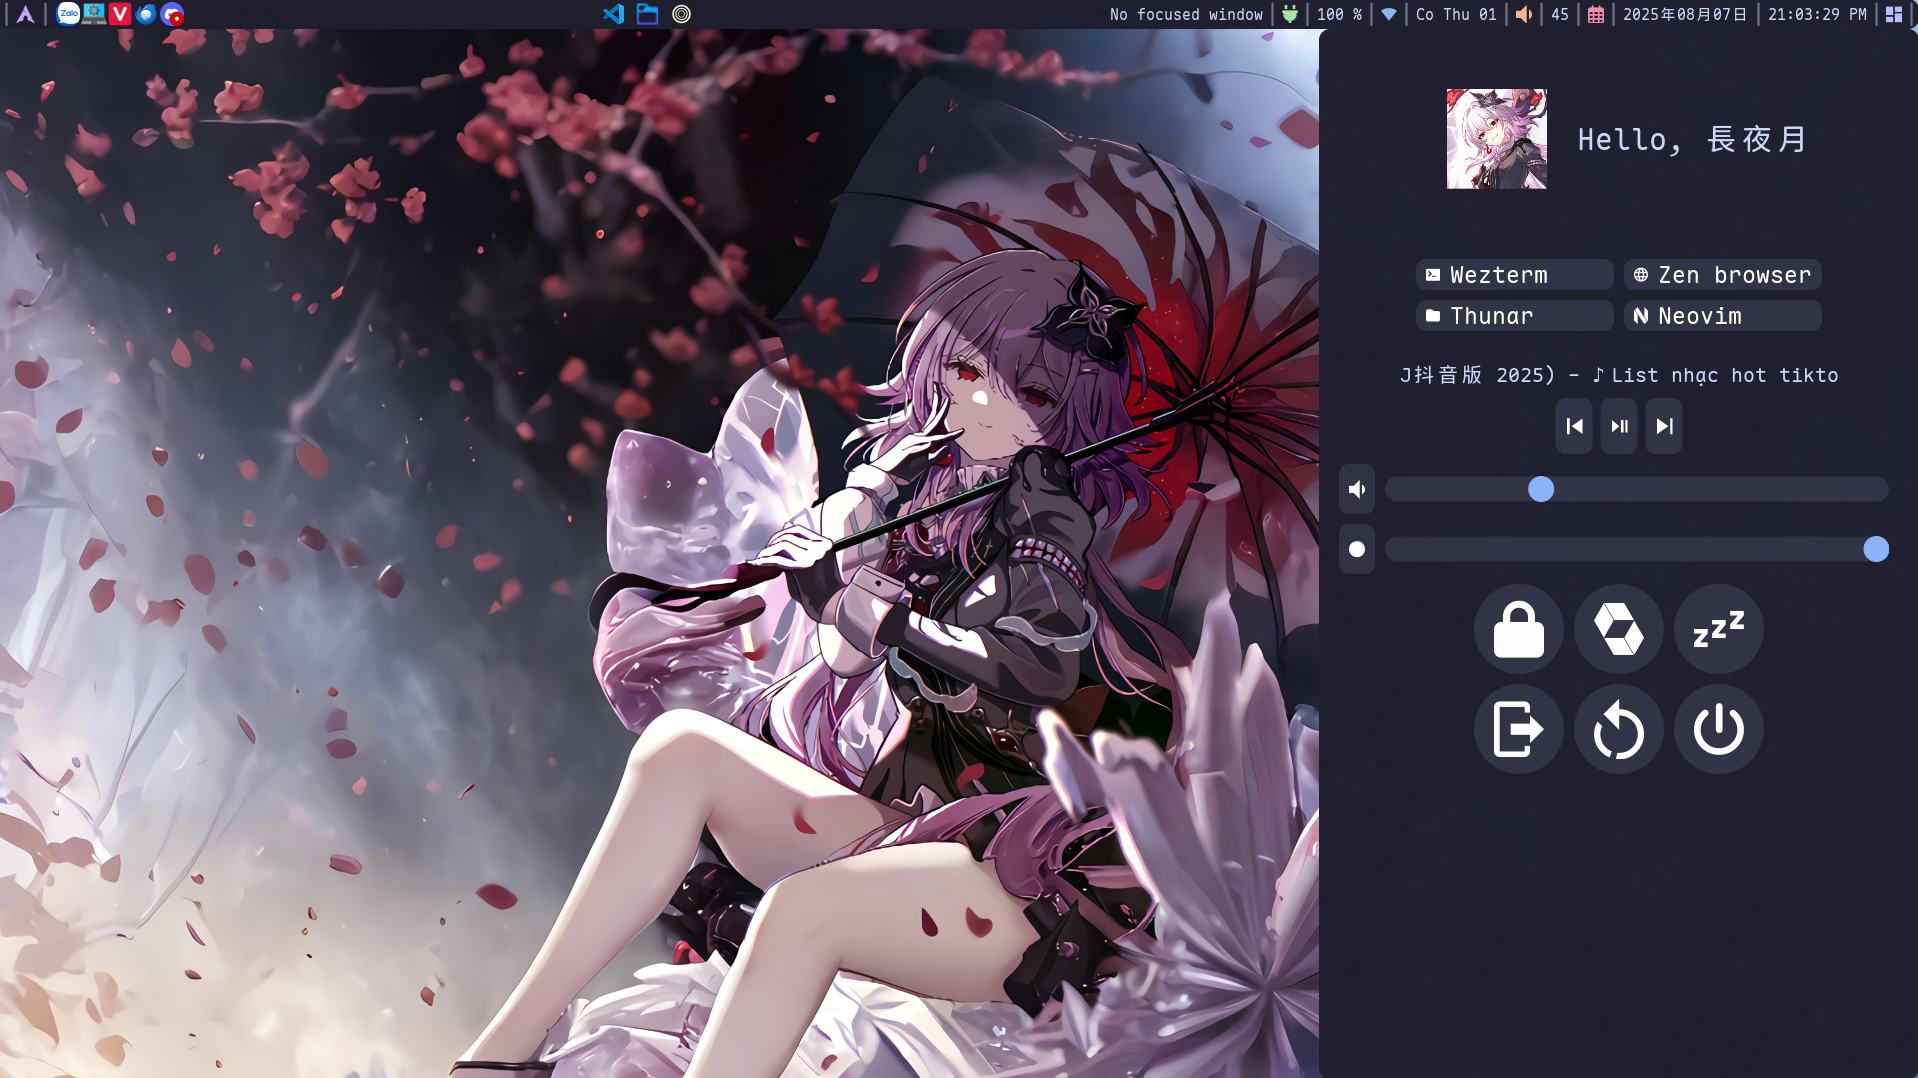 Zalo
No focused window 100 % Co Thu 01 45 2025年08月07日 21:03:29 PM
Hello, 長夜月
Wezterm
Zen browser
Thunar
Neovim
J抖音版 2025) - ♪ List nhạc hot tikto
zzz